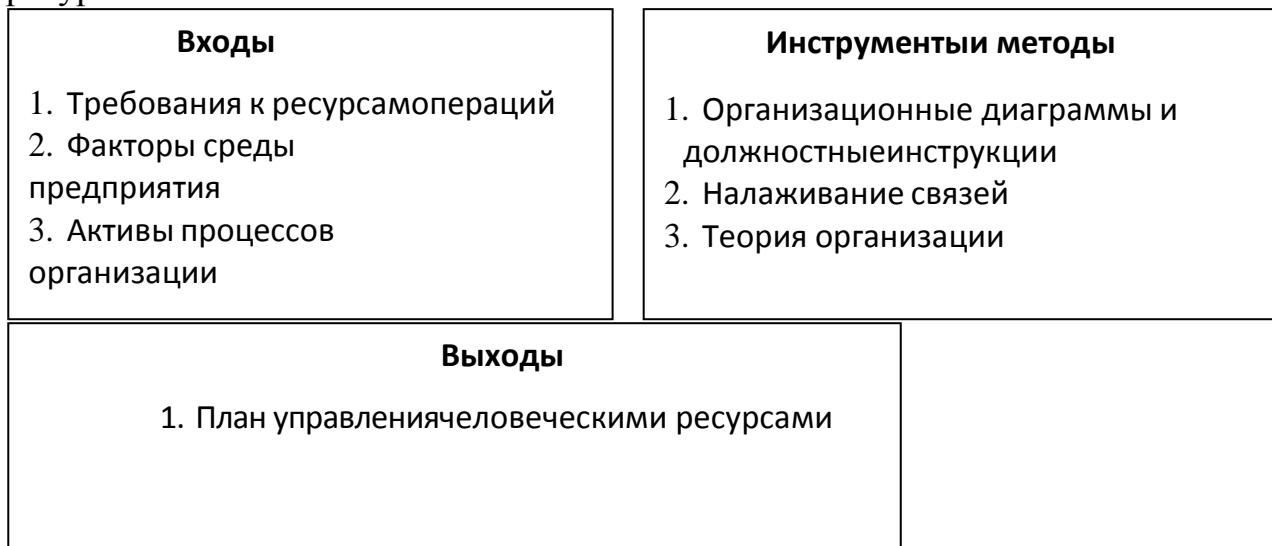 Входы
1. Требования к ресурсамопераций
2. Факторы среды
предприятия
3. Активы процессов
организации
Инструментыи методы
1. Организационные диаграммы и
должностныеинструкции
2. Налаживание связей
3. Теория организации
Выходы
1. План управлениячеловеческими ресурсами